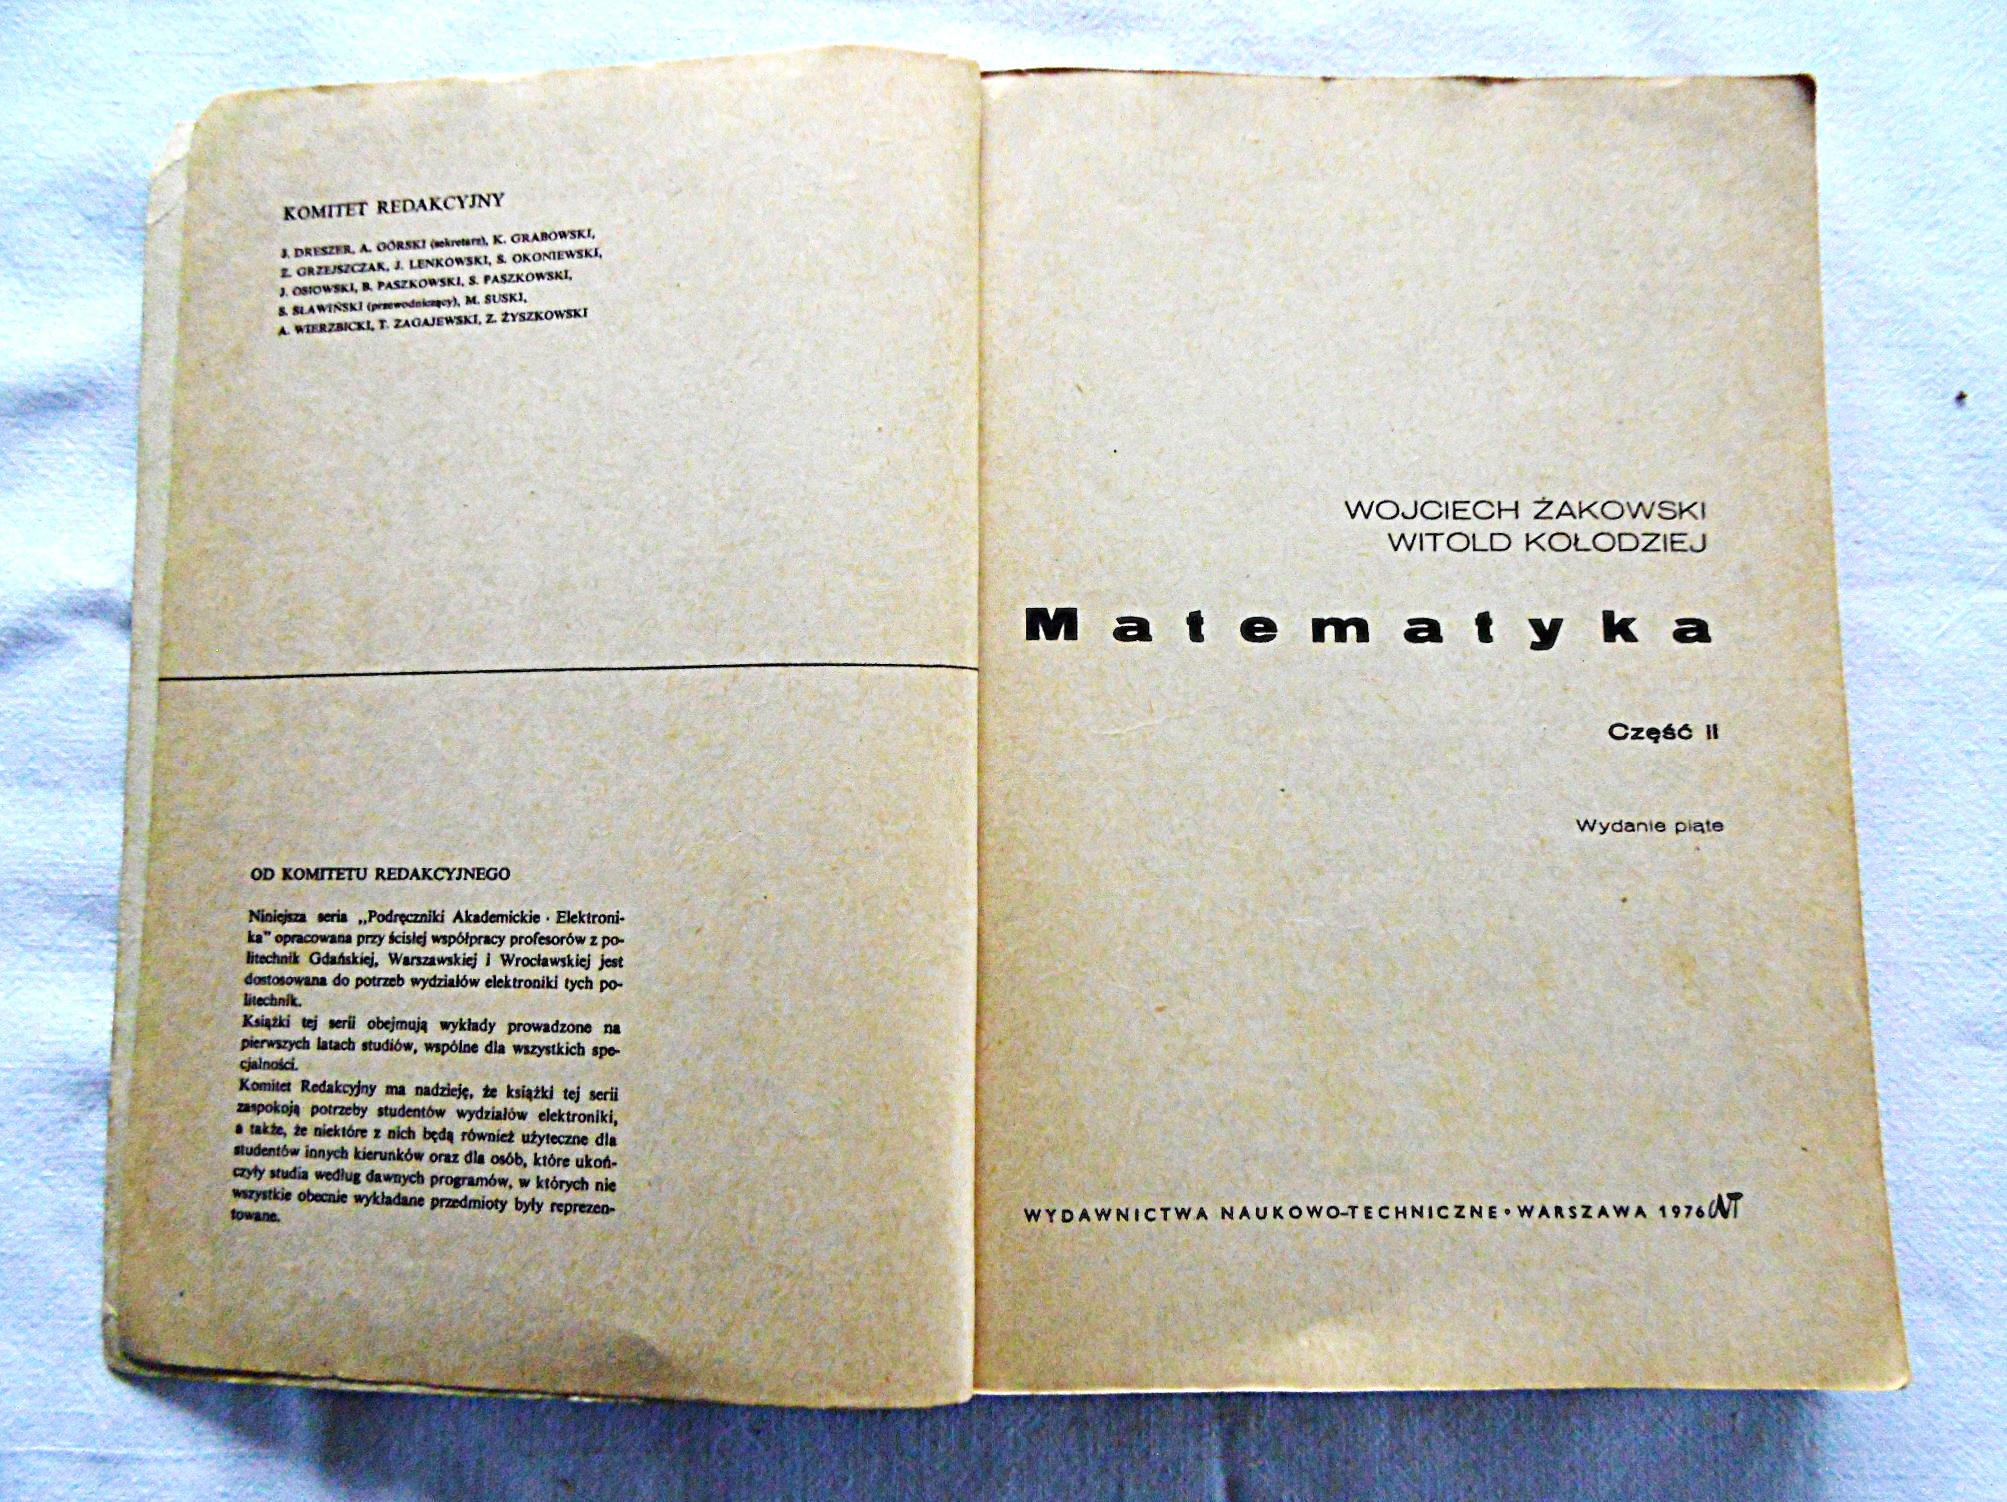 KOMITET REDAKCYJNY
J. DRESZER, A. GÓRSKI (sekretarz), K. GRABOWSKI,
Z. GRZEJSZCZAK, J. LENKOWSKI, S. OKONIEWSKI,
J. OSIOWSKI, B. PASZKOWSKI, S. PASZKOWSKI,
S. SŁAWIŃSKI (przewodniczący), M. SUSKI,
A. WIERZBICKI, T. ZAGAJEWSKI, Z. ŻYSZKOWSKI
OD KOMITETU REDAKCYJNEGO
Niniejsza seria „Podręczniki Akademickie · Elektroni-
ka” opracowana przy ścisłej współpracy profesorów z po-
litechnik Gdańskiej, Warszawskiej i Wrocławskiej jest
dostosowana do potrzeb wydziałów elektroniki tych po-
litechnik.
Książki tej serii obejmują wykłady prowadzone na
pierwszych latach studiów, wspólne dla wszystkich spe-
cjalności.
Komitet Redakcyjny ma nadzieję, że książki tej serii
zaspokoją potrzeby studentów wydziałów elektroniki,
a także, że niektóre z nich będą również użyteczne dla
studentów innych kierunków oraz dla osób, które ukoń-
czyły studia według dawnych programów, w których nie
wszystkie obecnie wykładane przedmioty były reprezen-
towane.
WOJCIECH ŻAKOWSKI
WITOLD KOŁODZIEJ
Matematyka
Część II
Wydanie piąte
WYDAWNICTWA NAUKOWO-TECHNICZNE • WARSZAWA 1976 WNT